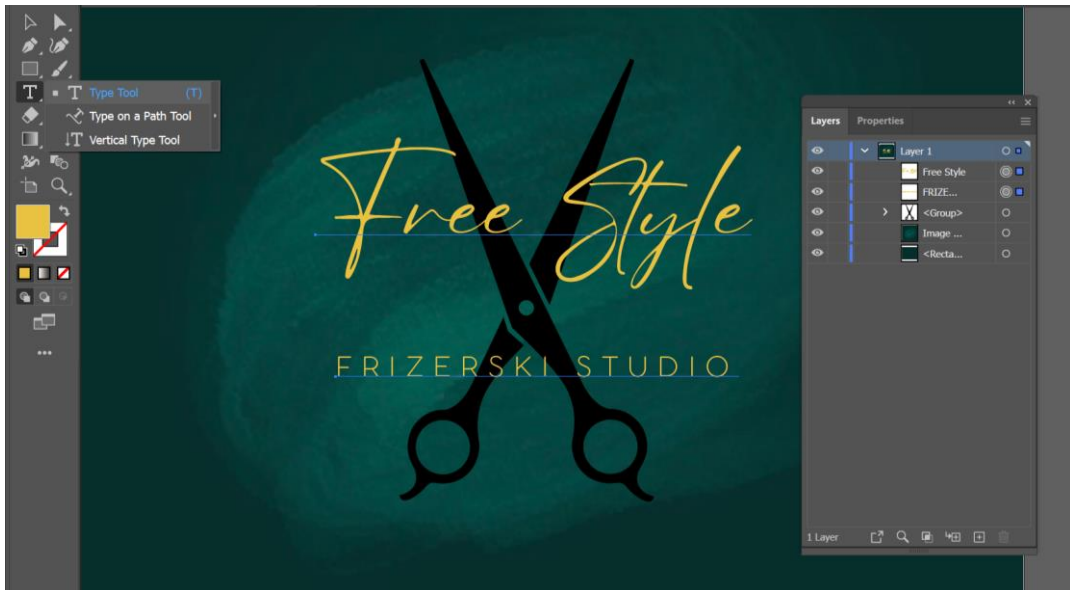 T Type Tool (T)
Type on a Path Tool
T Vertical Type Tool
Free Style
FRIZERSKI STUDIO
Layers Properties
Layer 1
Free Style
FRIZE...
<Group>
Image ...
<Recta...
1 Layer